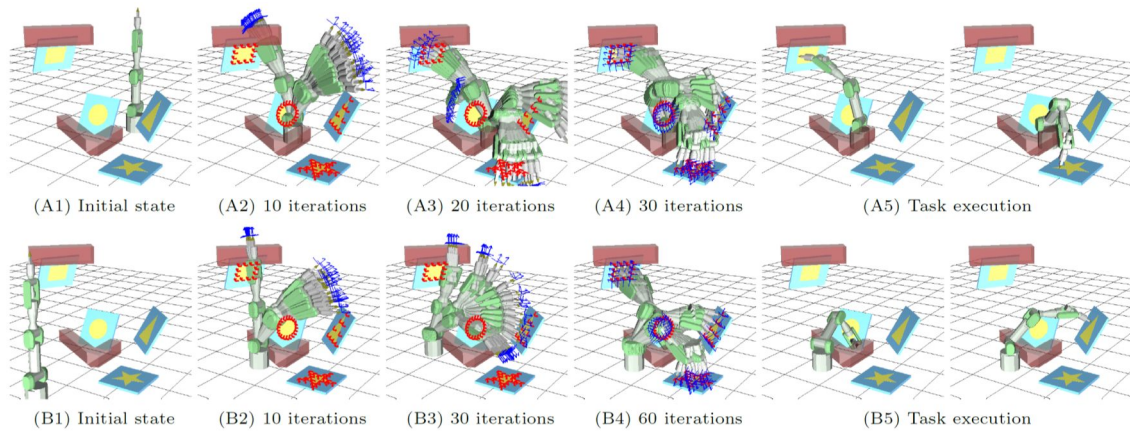 (A1) Initial state (A2) 10 iterations (A3) 20 iterations (A4) 30 iterations (A5) Task execution
(B1) Initial state (B2) 10 iterations (B3) 30 iterations (B4) 60 iterations (B5) Task execution